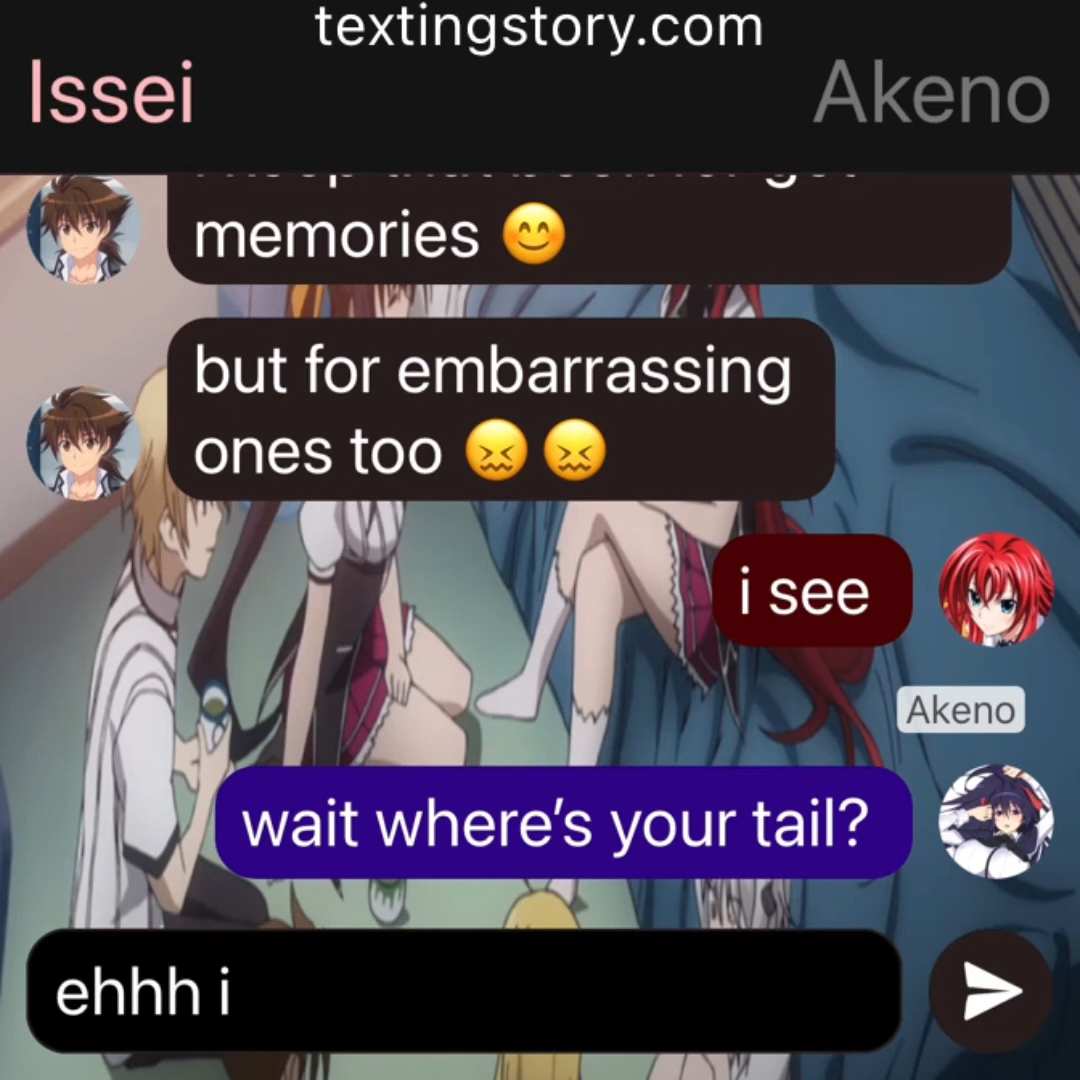 textingstory.com
Issei
Akeno
memories 😊
but for embarrassing
ones too 😖 😖
i see
Akeno
wait where's your tail?
ehhh i